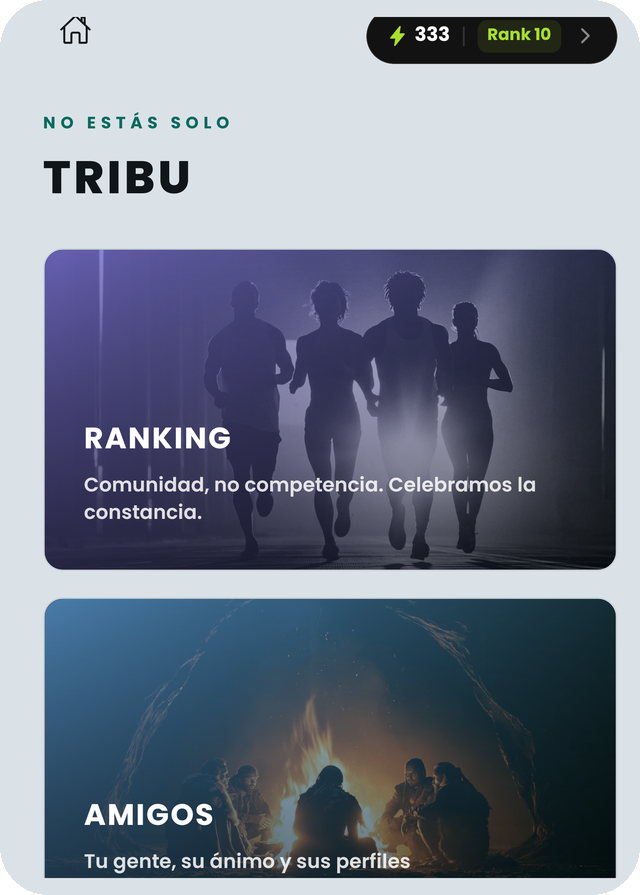 333 Rank 10
NO ESTÁS SOLO
TRIBU
RANKING
Comunidad, no competencia. Celebramos la
constancia.
AMIGOS
Tu gente, su ánimo y sus perfiles